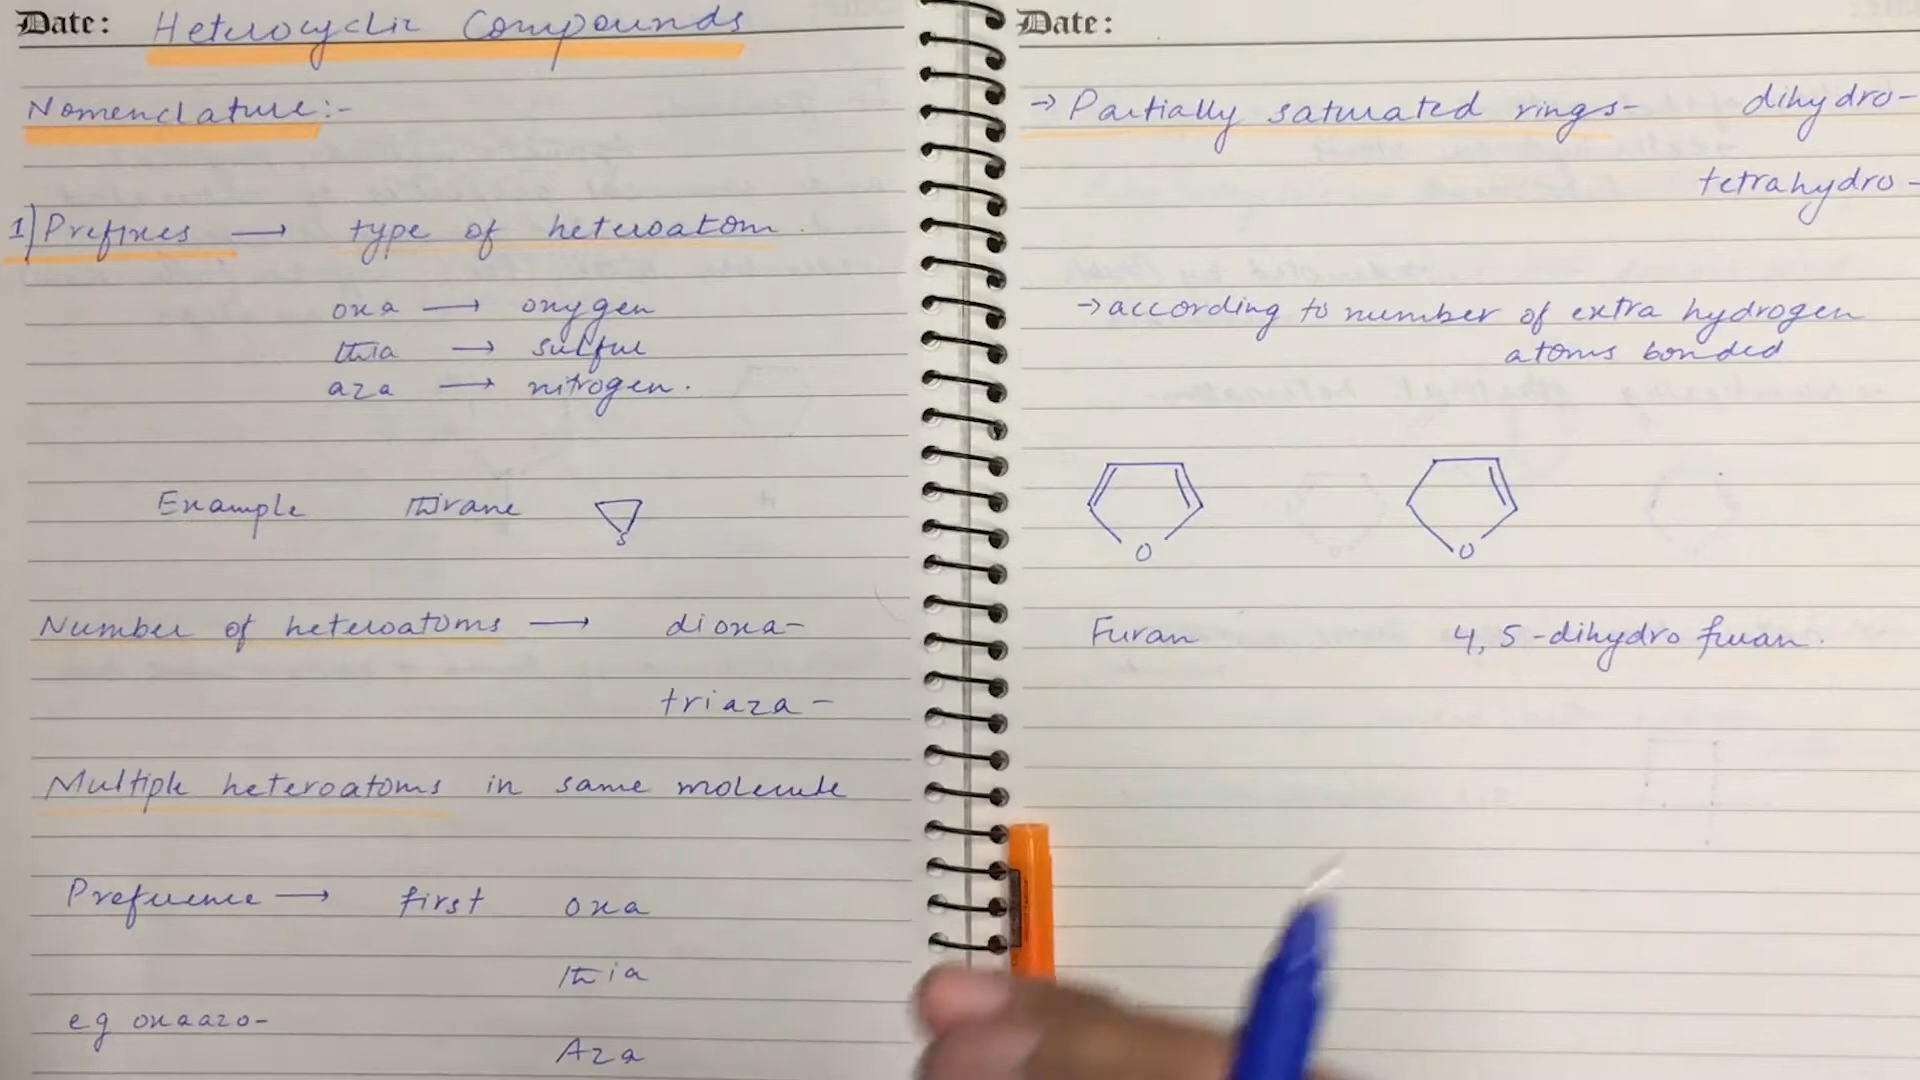 Date: Heterocyclic Compounds
Nomenclature:-
1) Prefixes → type of heteroatom.
oxa → oxygen
thia → sulfur
aza → nitrogen.
Example Thirane
S
Number of heteroatoms → dioxa-
triaza-
Multiple heteroatoms in same molecule
Preference → first oxa
thia
eg oxaazo-
Aza
Date:
→ Partially saturated rings- dihydro-
tetrahydro-
→ according to number of extra hydrogen
atoms bonded
O O
Furan 4,5-dihydro furan.